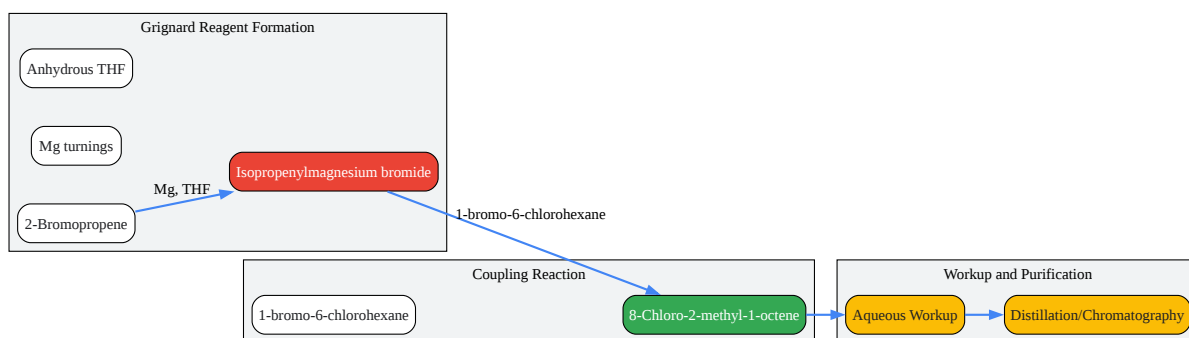 Grignard Reagent Formation
Anhydrous THF
Mg turnings
Isopropenylmagnesium bromide
Mg, THF
2-Bromopropene
1-bromo-6-chlorohexane
Coupling Reaction
1-bromo-6-chlorohexane
8-Chloro-2-methyl-1-octene
Workup and Purification
Aqueous Workup
Distillation/Chromatography